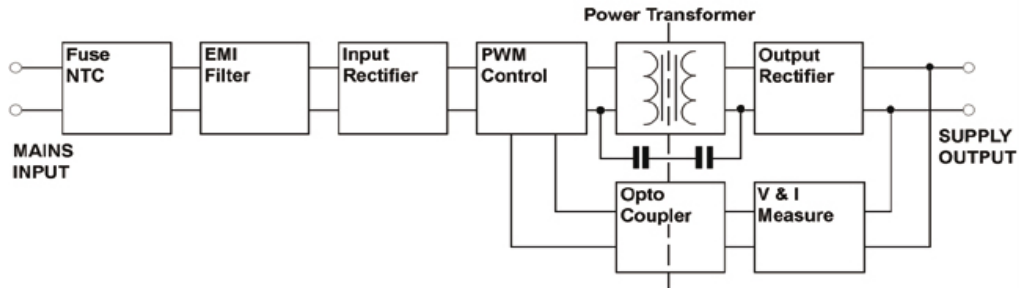 Power Transformer
Fuse
NTC
EMI
Filter
Input
Rectifier
PWM
Control
Output
Rectifier
MAINS
INPUT
SUPPLY
OUTPUT
Opto
Coupler
V & I
Measure